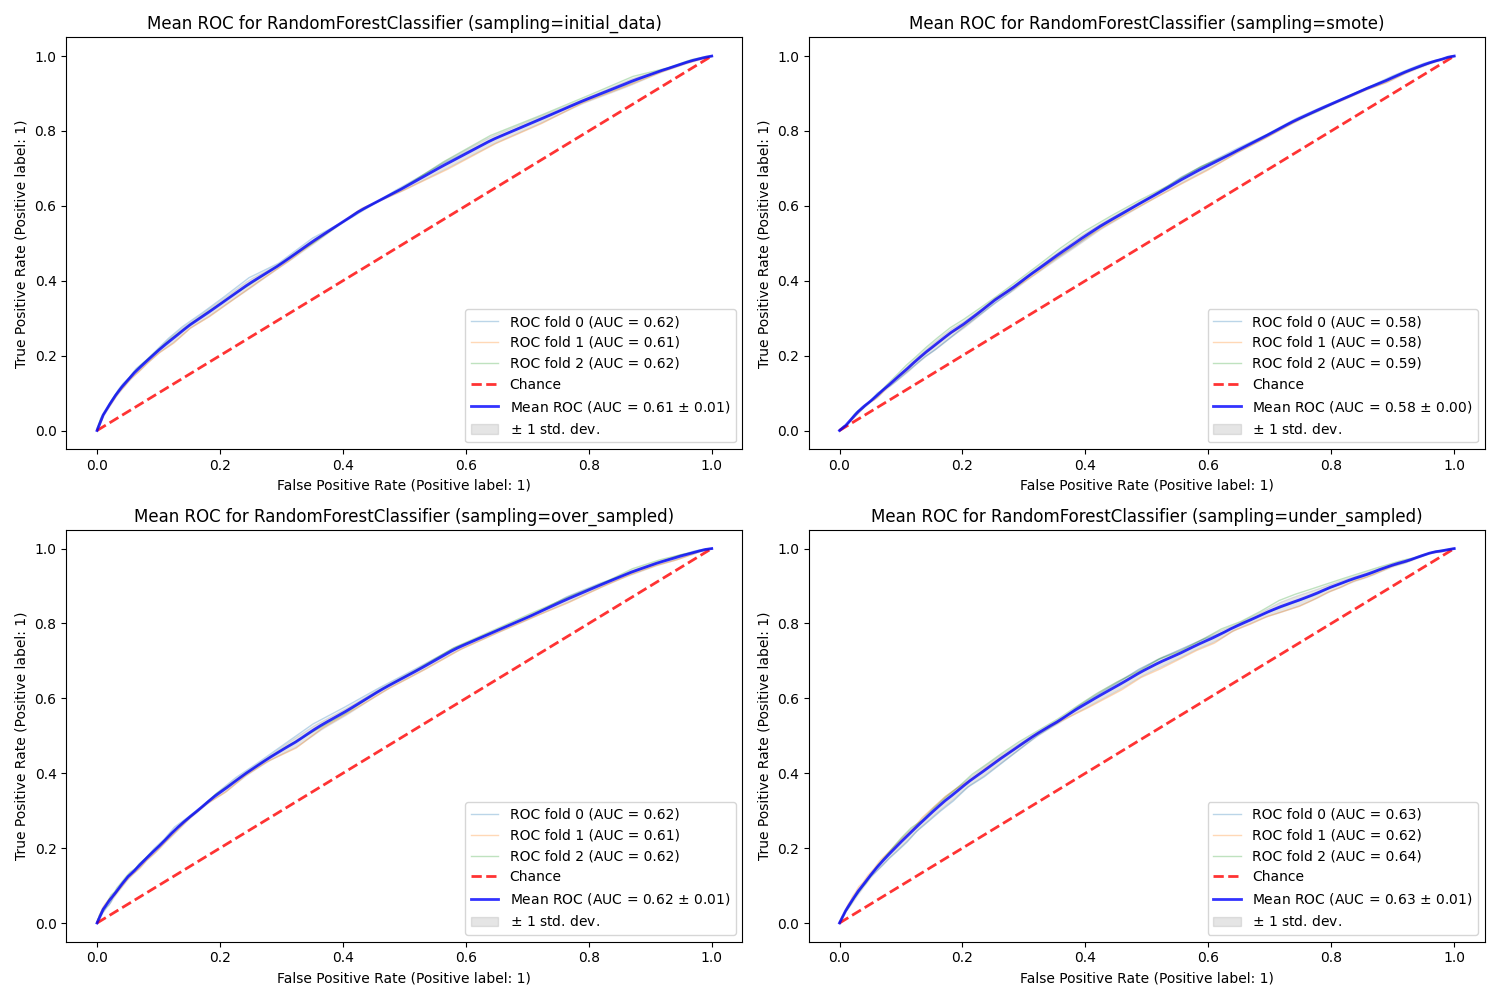 Mean ROC for RandomForestClassifier (sampling=initial_data)
True Positive Rate (Positive label: 1)
1.0
0.8
0.6
0.4
0.2
0.0
ROC fold 0 (AUC = 0.62)
ROC fold 1 (AUC = 0.61)
ROC fold 2 (AUC = 0.62)
Chance
Mean ROC (AUC = 0.61 ± 0.01)
± 1 std. dev.
0.0 0.2 0.4 0.6 0.8 1.0
False Positive Rate (Positive label: 1)
Mean ROC for RandomForestClassifier (sampling=smote)
True Positive Rate (Positive label: 1)
1.0
0.8
0.6
0.4
0.2
0.0
ROC fold 0 (AUC = 0.58)
ROC fold 1 (AUC = 0.58)
ROC fold 2 (AUC = 0.59)
Chance
Mean ROC (AUC = 0.58 ± 0.00)
± 1 std. dev.
0.0 0.2 0.4 0.6 0.8 1.0
False Positive Rate (Positive label: 1)
Mean ROC for RandomForestClassifier (sampling=over_sampled)
True Positive Rate (Positive label: 1)
1.0
0.8
0.6
0.4
0.2
0.0
ROC fold 0 (AUC = 0.62)
ROC fold 1 (AUC = 0.61)
ROC fold 2 (AUC = 0.62)
Chance
Mean ROC (AUC = 0.62 ± 0.01)
± 1 std. dev.
0.0 0.2 0.4 0.6 0.8 1.0
False Positive Rate (Positive label: 1)
Mean ROC for RandomForestClassifier (sampling=under_sampled)
True Positive Rate (Positive label: 1)
1.0
0.8
0.6
0.4
0.2
0.0
ROC fold 0 (AUC = 0.63)
ROC fold 1 (AUC = 0.62)
ROC fold 2 (AUC = 0.64)
Chance
Mean ROC (AUC = 0.63 ± 0.01)
± 1 std. dev.
0.0 0.2 0.4 0.6 0.8 1.0
False Positive Rate (Positive label: 1)